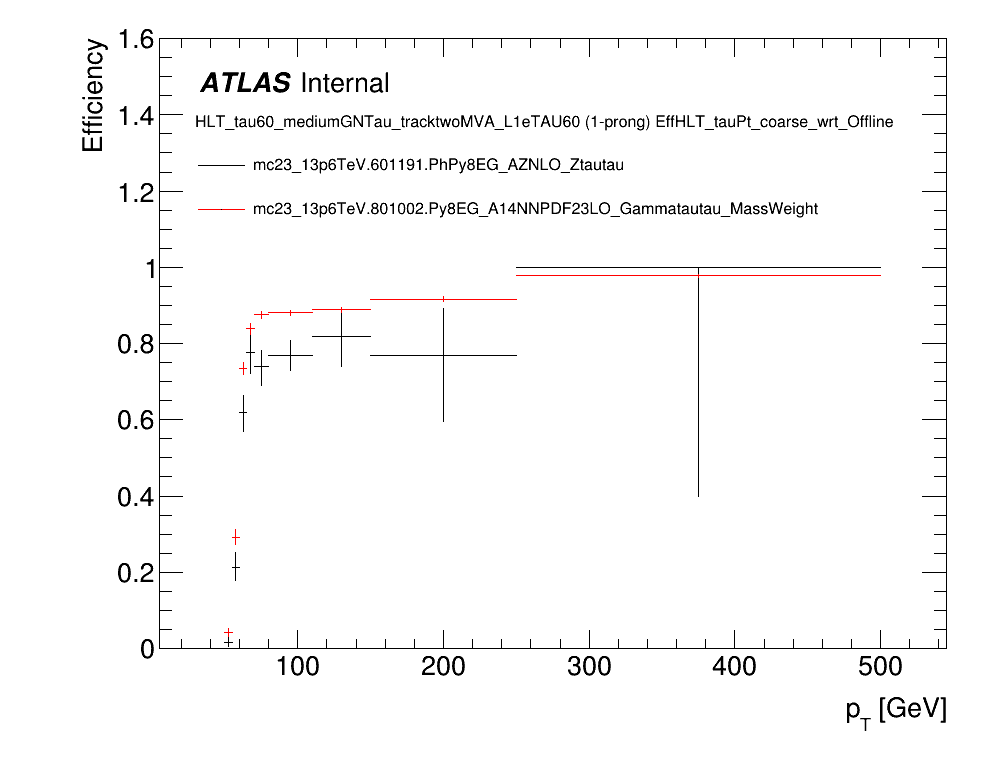 1.6
Efficiency
ATLAS Internal
1.4
HLT_tau60_mediumGNTau_tracktwoMVA_L1eTAU60 (1-prong) EffHLT_tauPt_coarse_wrt_Offline
mc23_13p6TeV.601191.PhPy8EG_AZNLO_Ztautau
1.2
mc23_13p6TeV.801002.Py8EG_A14NNPDF23LO_Gammatautau_MassWeight
1
0.8
0.6
0.4
0.2
0
100 200 300 400 500
p_T [GeV]